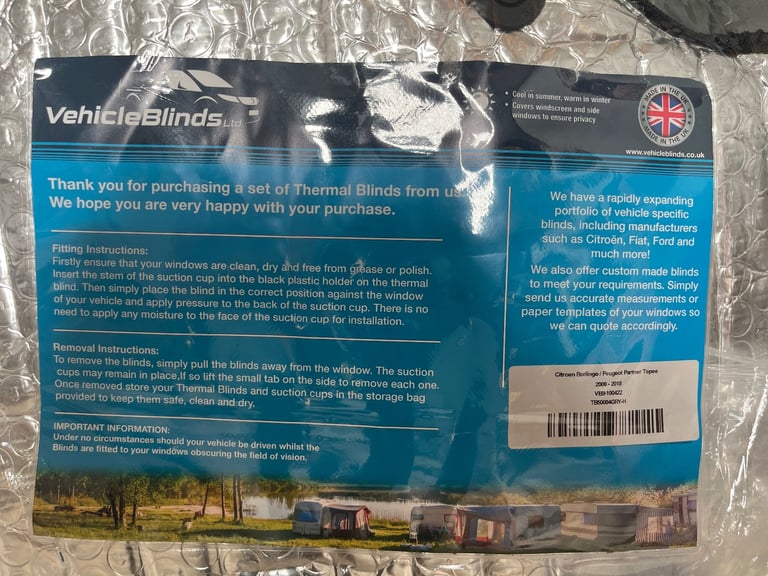 VehicleBlinds Ltd.
• Cool in summer, warm in winter
• Covers windscreen and side
windows to ensure privacy
MADE IN THE UK
MADE IN THE UK
www.vehicleblinds.co.uk
Thank you for purchasing a set of Thermal Blinds from us.
We hope you are very happy with your purchase.
Fitting Instructions:
Firstly ensure that your windows are clean, dry and free from grease or polish.
Insert the stem of the suction cup into the black plastic holder on the thermal
blind. Then simply place the blind in the correct position against the window
of your vehicle and apply pressure to the back of the suction cup. There is no
need to apply any moisture to the face of the suction cup for installation.
Removal Instructions:
To remove the blinds, simply pull the blinds away from the window. The suction
cups may remain in place,If so lift the small tab on the side to remove each one.
Once removed store your Thermal Blinds and suction cups in the storage bag
provided to keep them safe, clean and dry.
IMPORTANT INFORMATION:
Under no circumstances should your vehicle be driven whilst the
Blinds are fitted to your windows obscuring the field of vision.
We have a rapidly expanding
portfolio of vehicle specific
blinds, including manufacturers
such as Citroën, Fiat, Ford and
much more!
We also offer custom made blinds
to meet your requirements. Simply
send us accurate measurements or
paper templates of your windows so
we can quote accordingly.
Citroen Berlingo / Peugeot Partner Tepee
2008 - 2018